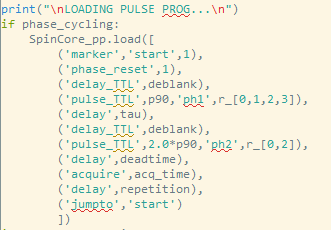 print("\nLOADING PULSE PROG...\n")
if phase_cycling:
    SpinCore_pp.load([
        ('marker','start',1),
        ('phase_reset',1),
        ('delay_TTL',deblank),
        ('pulse_TTL',p90,'ph1',r_[0,1,2,3]),
        ('delay',tau),
        ('delay_TTL',deblank),
        ('pulse_TTL',2.0*p90,'ph2',r_[0,2]),
        ('delay',deadtime),
        ('acquire',acq_time),
        ('delay',repetition),
        ('jumpto','start')
        ])